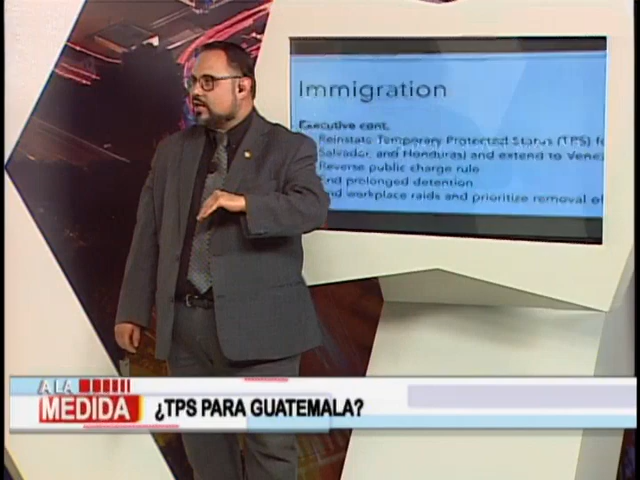 Immigration
Executive cont.
Reinstate Temporary Protected Status (TPS) f
Salvador, and Honduras) and extend to Vene
Reverse public charge rule
End prolonged detention
End workplace raids and prioritize removal of
A LA
MEDIDA
¿TPS PARA GUATEMALA?